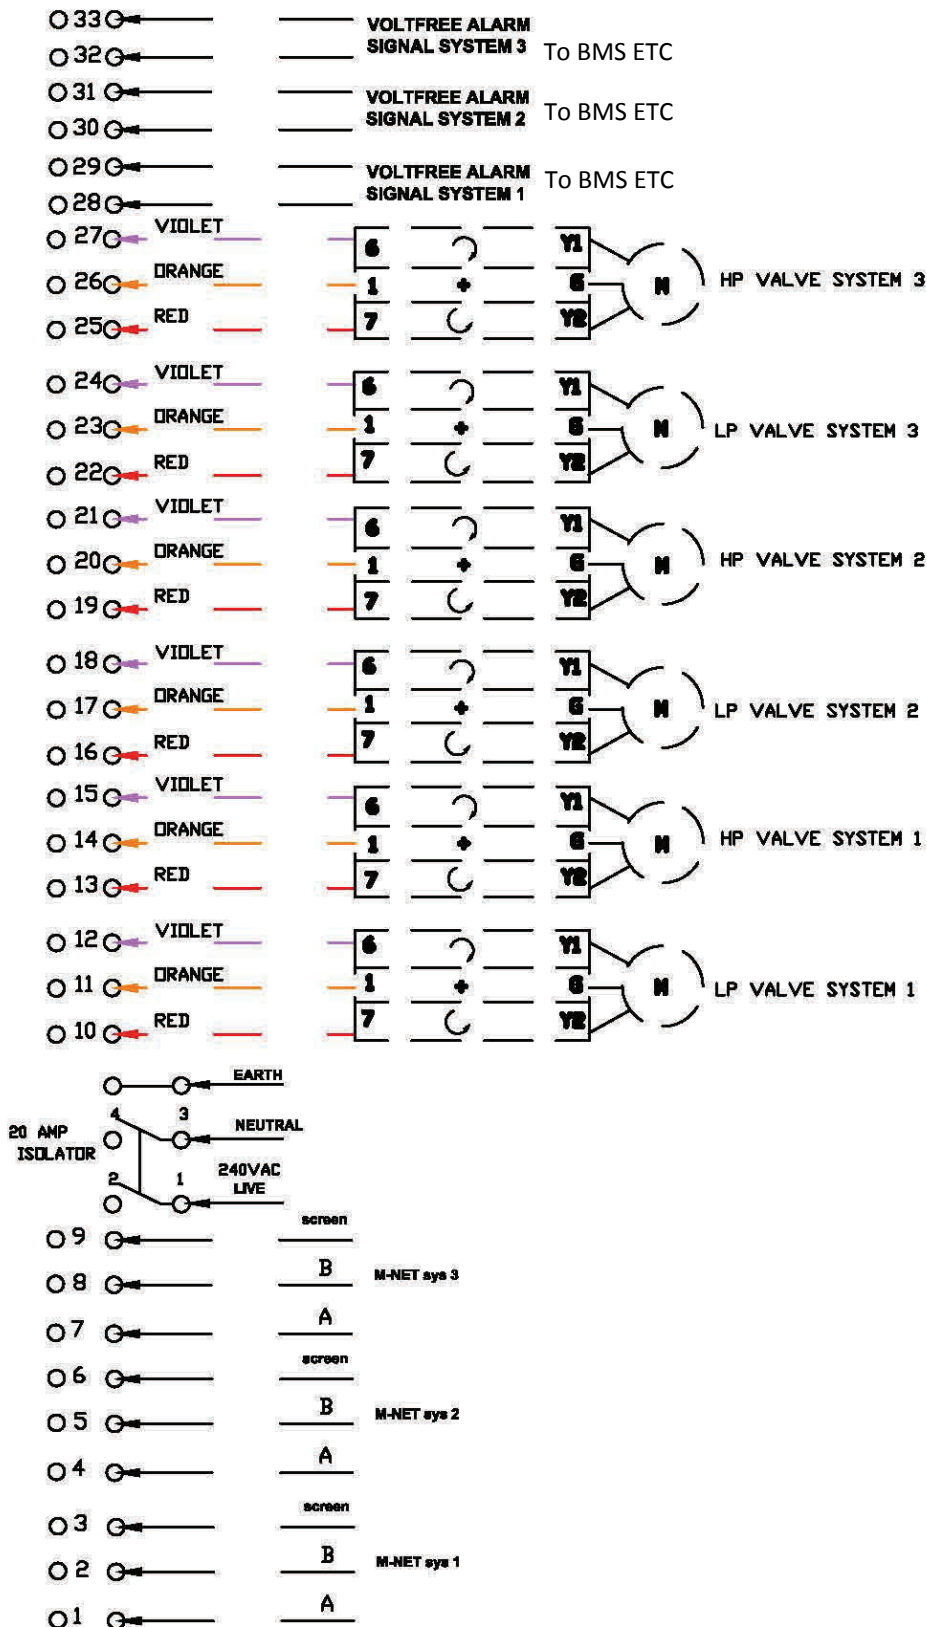 33 VOLTFREE ALARM
SIGNAL SYSTEM 3 To BMS ETC
32
31 VOLTFREE ALARM
SIGNAL SYSTEM 2 To BMS ETC
30
29 VOLTFREE ALARM
SIGNAL SYSTEM 1 To BMS ETC
28
27 VIOLET 6 Y1
26 ORANGE 1 + G M HP VALVE SYSTEM 3
25 RED 7 Y2
24 VIOLET 6 Y1
23 ORANGE 1 + G M LP VALVE SYSTEM 3
22 RED 7 Y2
21 VIOLET 6 Y1
20 ORANGE 1 + G M HP VALVE SYSTEM 2
19 RED 7 Y2
18 VIOLET 6 Y1
17 ORANGE 1 + G M LP VALVE SYSTEM 2
16 RED 7 Y2
15 VIOLET 6 Y1
14 ORANGE 1 + G M HP VALVE SYSTEM 1
13 RED 7 Y2
12 VIOLET 6 Y1
11 ORANGE 1 + G M LP VALVE SYSTEM 1
10 RED 7 Y2
EARTH
4 3 NEUTRAL
20 AMP
ISOLATOR
2 1 240VAC
LIVE
9 screen
8 B M-NET sys 3
7 A
6 screen
5 B M-NET sys 2
4 A
3 screen
2 B M-NET sys 1
1 A